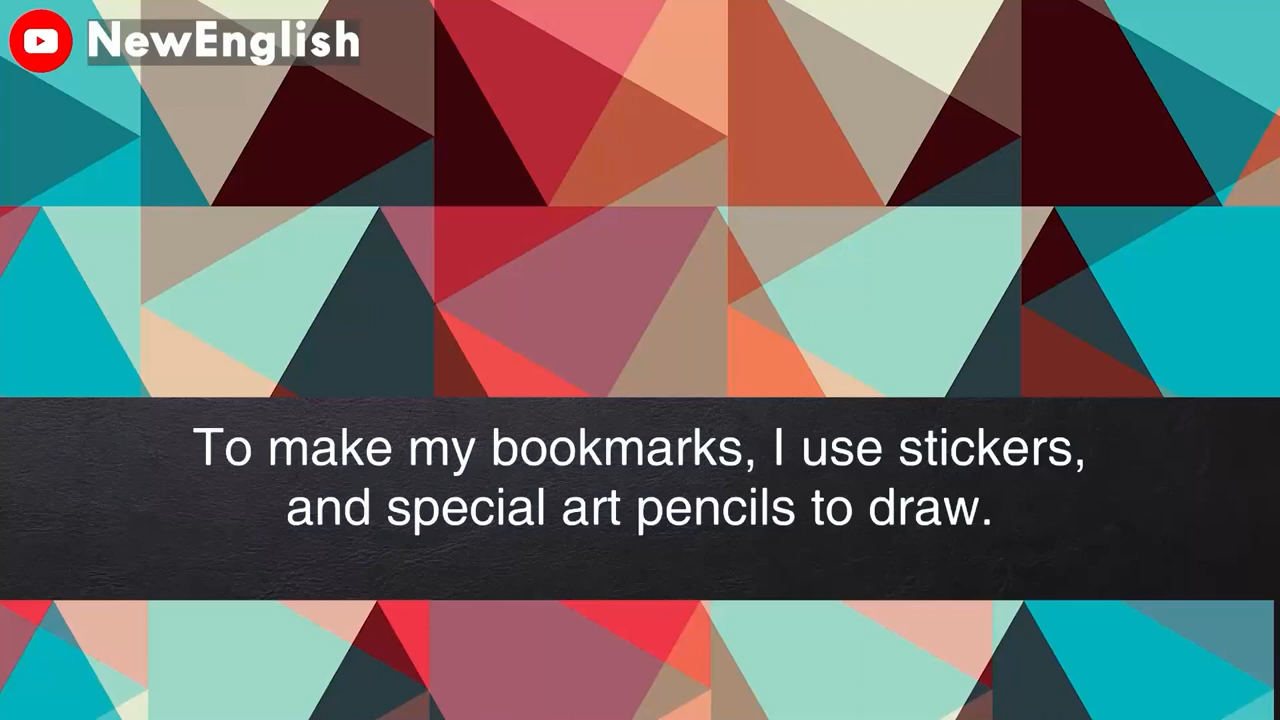 NewEnglish
To make my bookmarks, I use stickers,
and special art pencils to draw.